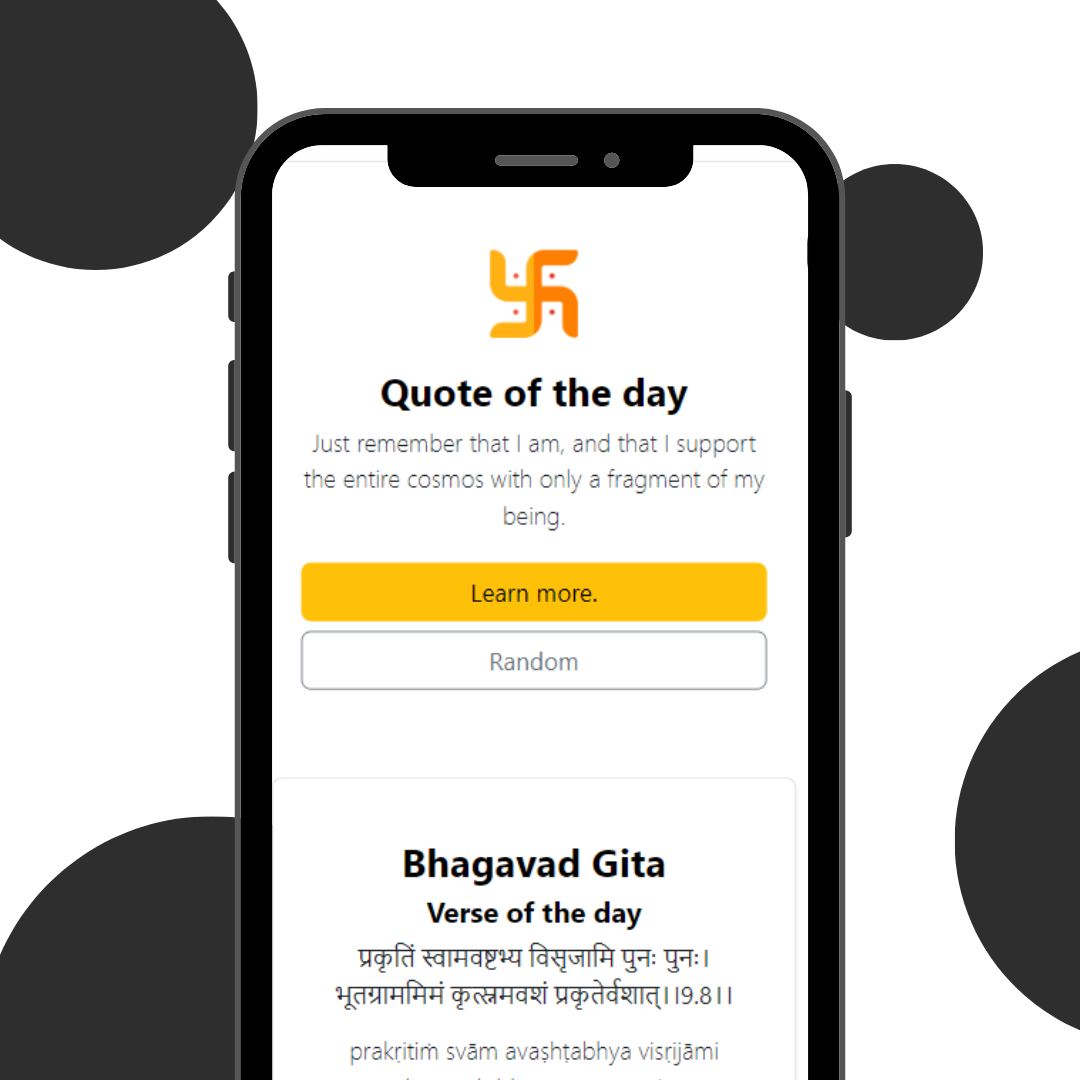 Quote of the day
Just remember that I am, and that I support
the entire cosmos with only a fragment of my
being.
Learn more.
Random
Bhagavad Gita
Verse of the day
प्रकृतिं स्वामवष्टभ्य विसृजामि पुनः पुनः।
भूतग्राममिमं कृत्स्नमवशं प्रकृतेर्वशात्।।9.8।।
prakṛitiṁ svām avaṣhṭabhya visṛijāmi